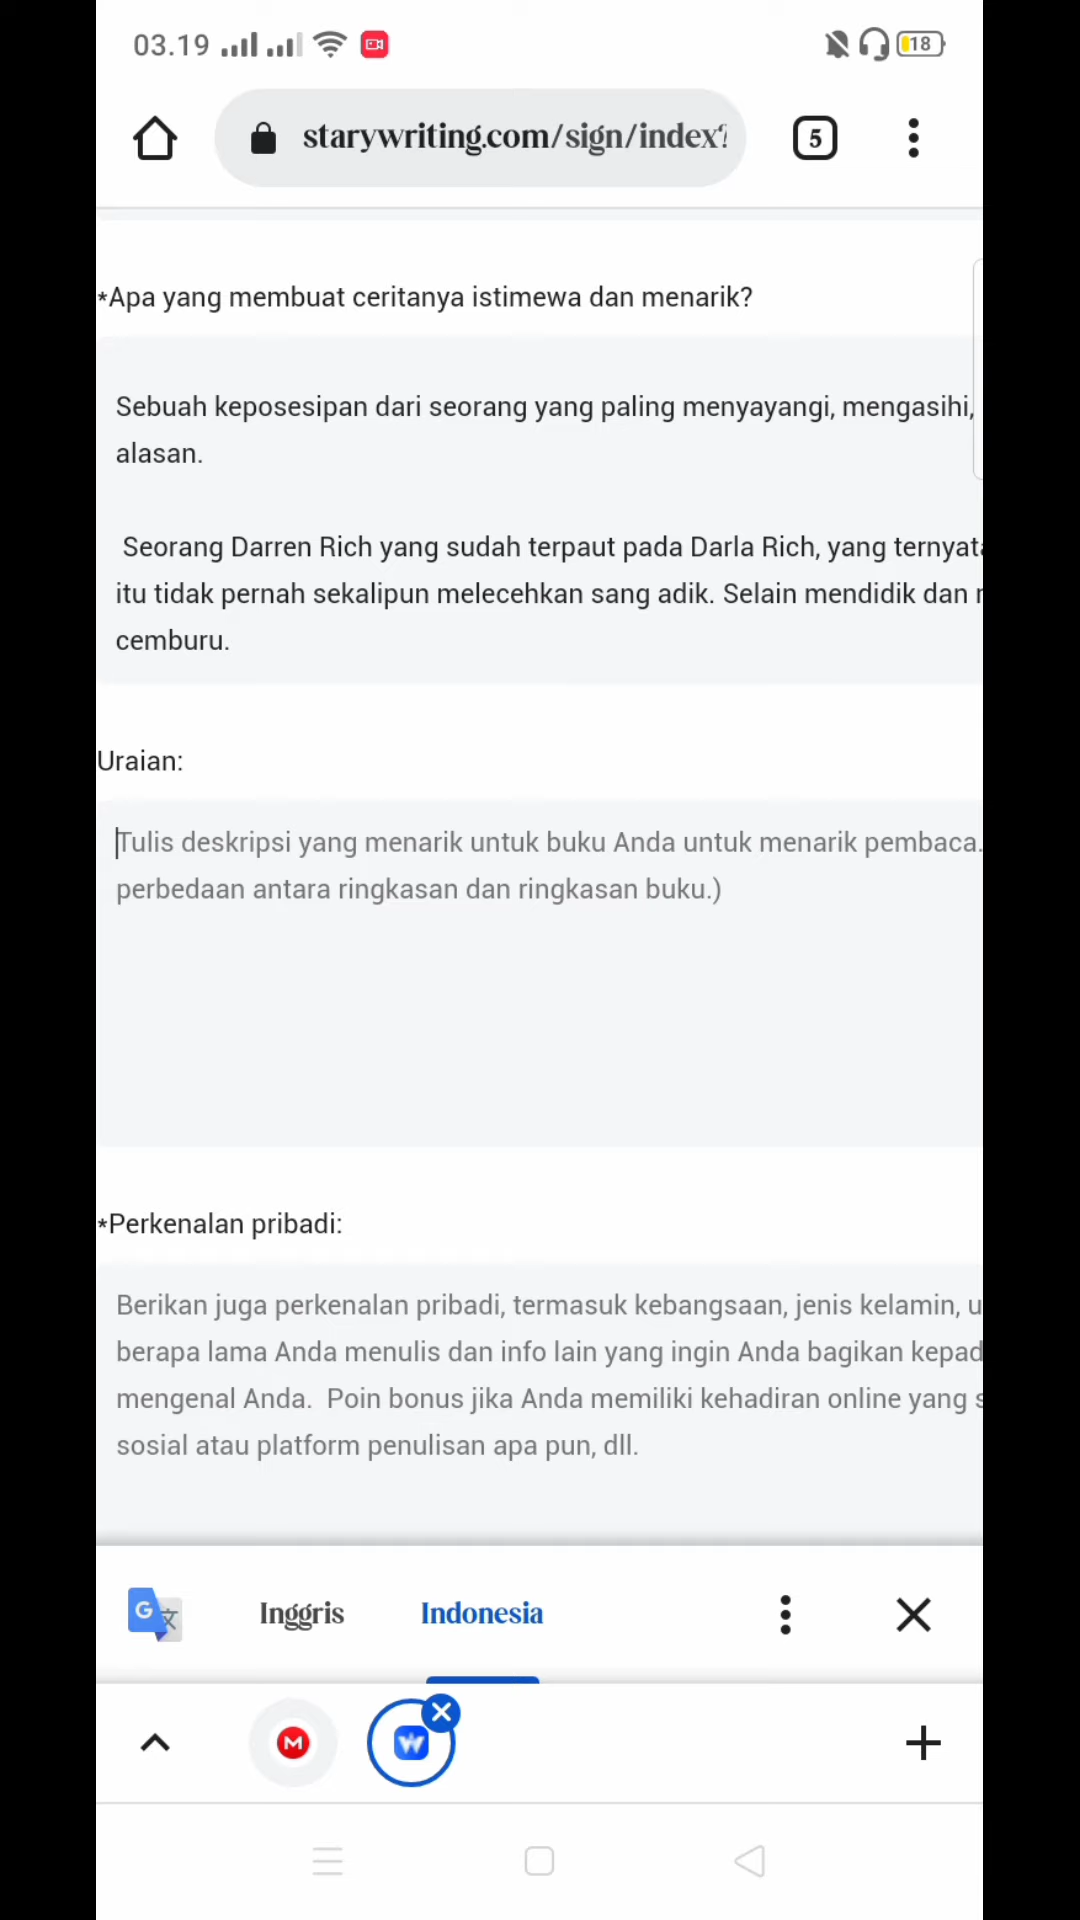 03.19
18
starywriting.com/sign/index?
5
*Apa yang membuat ceritanya istimewa dan menarik?
Sebuah keposesipan dari seorang yang paling menyayangi, mengasihi,
alasan.
Seorang Darren Rich yang sudah terpaut pada Darla Rich, yang ternyata
itu tidak pernah sekalipun melecehkan sang adik. Selain mendidik dan
cemburu.
Uraian:
Tulis deskripsi yang menarik untuk buku Anda untuk menarik pembaca.
perbedaan antara ringkasan dan ringkasan buku.)
*Perkenalan pribadi:
Berikan juga perkenalan pribadi, termasuk kebangsaan, jenis kelamin, u
berapa lama Anda menulis dan info lain yang ingin Anda bagikan kepad
mengenal Anda. Poin bonus jika Anda memiliki kehadiran online yang s
sosial atau platform penulisan apa pun, dll.
G 文
Inggris Indonesia
M W